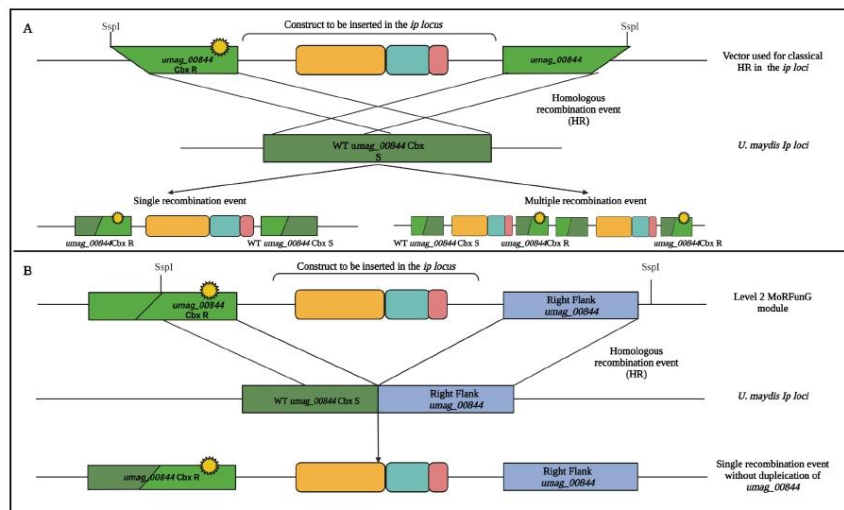 A
SspI
Construct to be inserted in the ip locus
SspI
umag_00844
Cbx R
umag_00844
Vector used for classical
HR in the ip loci
Homologous
recombination event
(HR)
WT umag_00844 Cbx
S
U. maydis Ip loci
Single recombination event
Multiple recombination event
umag_00844Cbx R
WT umag_00844 Cbx S
WT umag_00844 Cbx S
umag_00844Cbx R
umag_00844Cbx R
B
SspI
Construct to be inserted in the ip locus
SspI
umag_00844
Cbx R
Right Flank
umag_00844
Level 2 MoRFunG
module
Homologous
recombination event
(HR)
WT umag_00844 Cbx S
Right Flank
umag_00844
U. maydis Ip loci
umag_00844 Cbx R
Right Flank
umag_00844
Single recombination event
without dupleication of
umag_00844